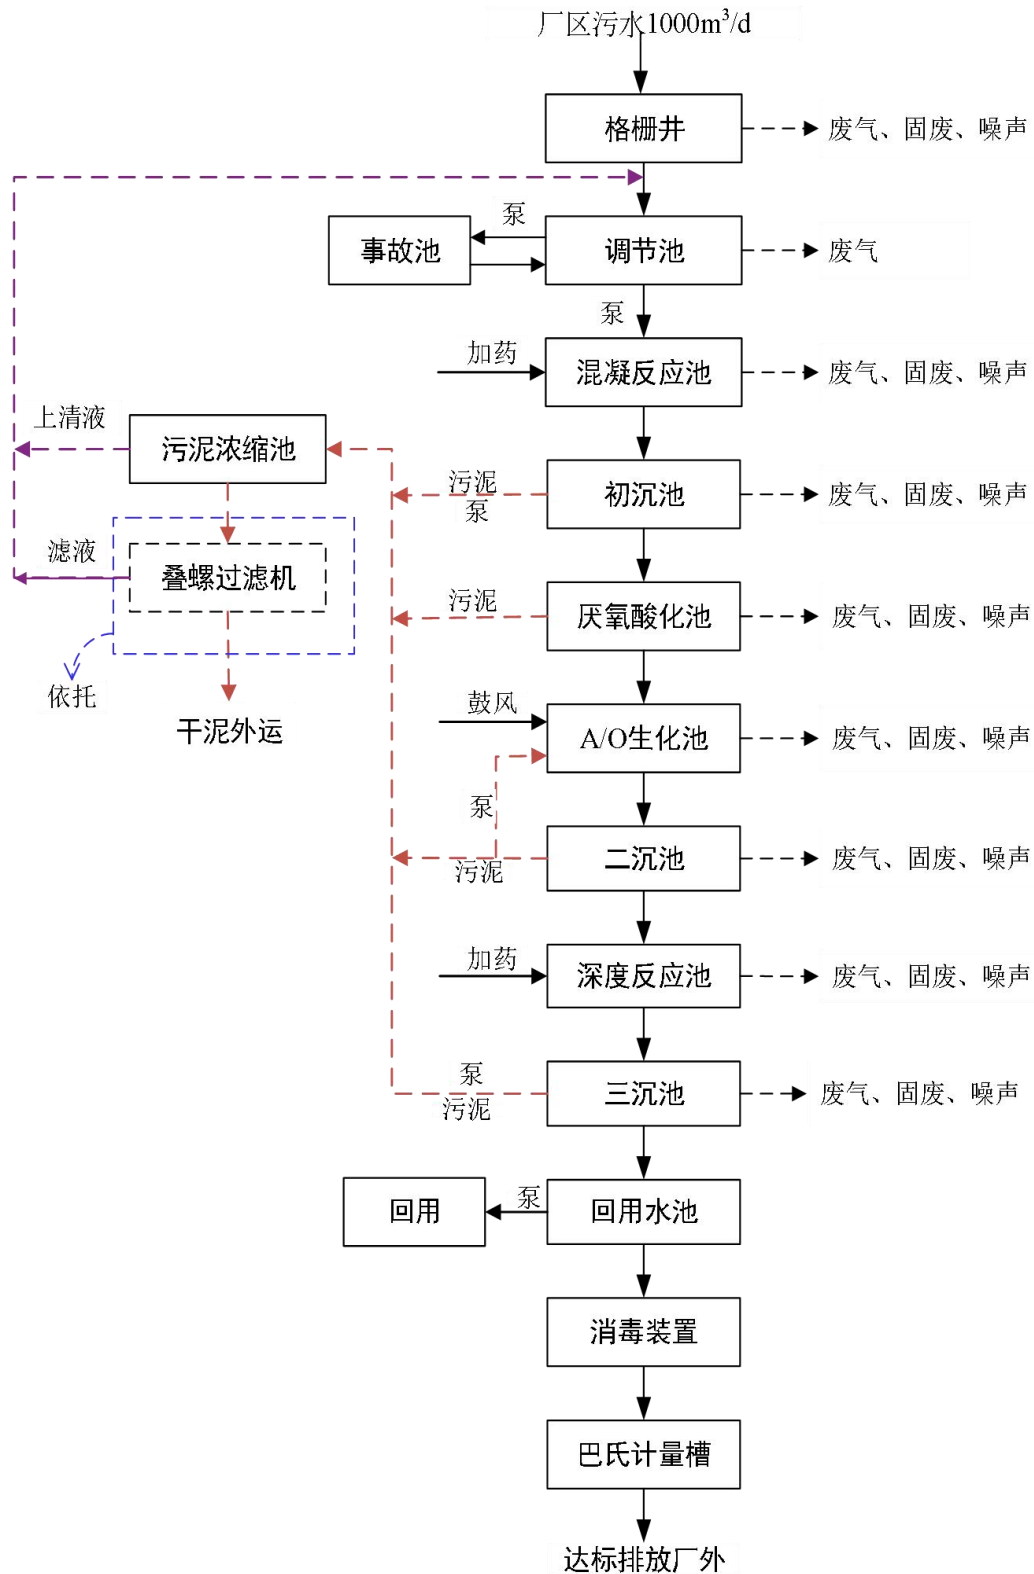 厂区污水1000m³/d
格栅井
废气、固废、噪声
泵
事故池
调节池
废气
泵
加药
混凝反应池
废气、固废、噪声
上清液
污泥浓缩池
污泥
泵
初沉池
废气、固废、噪声
滤液
叠螺过滤机
污泥
厌氧酸化池
废气、固废、噪声
依托
干泥外运
鼓风
A/O生化池
废气、固废、噪声
泵
污泥
二沉池
废气、固废、噪声
加药
深度反应池
废气、固废、噪声
泵
污泥
三沉池
废气、固废、噪声
回用
泵
回用水池
消毒装置
巴氏计量槽
达标排放厂外